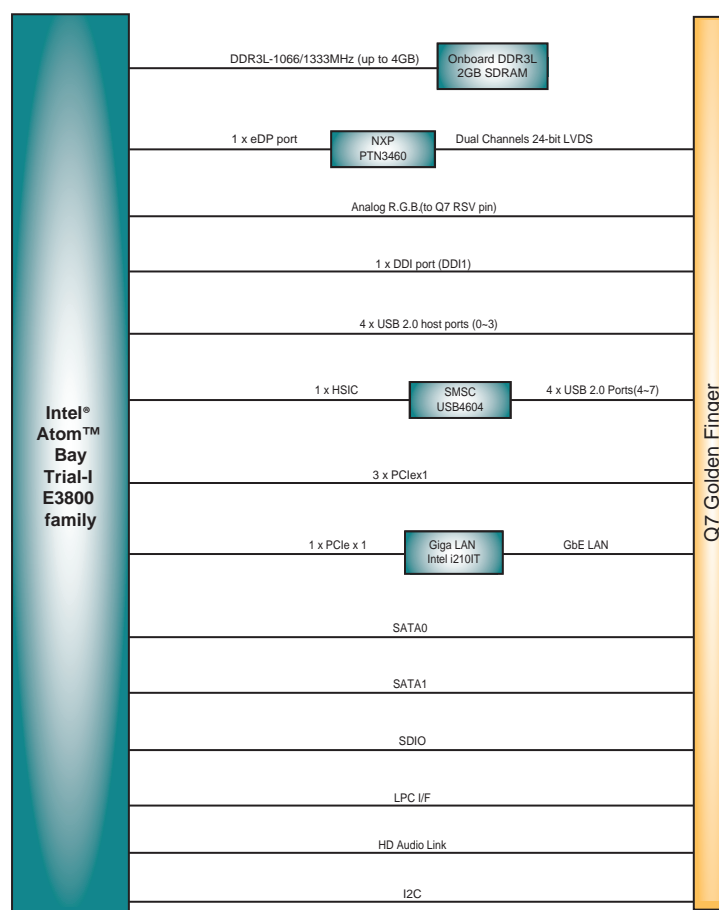 DDR3L-1066/1333MHz (up to 4GB)
Onboard DDR3L
2GB SDRAM
1 x eDP port
NXP
PTN3460
Dual Channels 24-bit LVDS
Analog R.G.B.(to Q7 RSV pin)
1 x DDI port (DDI1)
4 x USB 2.0 host ports (0~3)
1 x HSIC
SMSC
USB4604
4 x USB 2.0 Ports(4~7)
Intel®
Atom™
Bay
Trial-I
E3800
family
3 x PCIex1
1 x PCIe x 1
Giga LAN
Intel i210IT
GbE LAN
SATA0
SATA1
SDIO
LPC I/F
HD Audio Link
I2C
Q7 Golden Finger